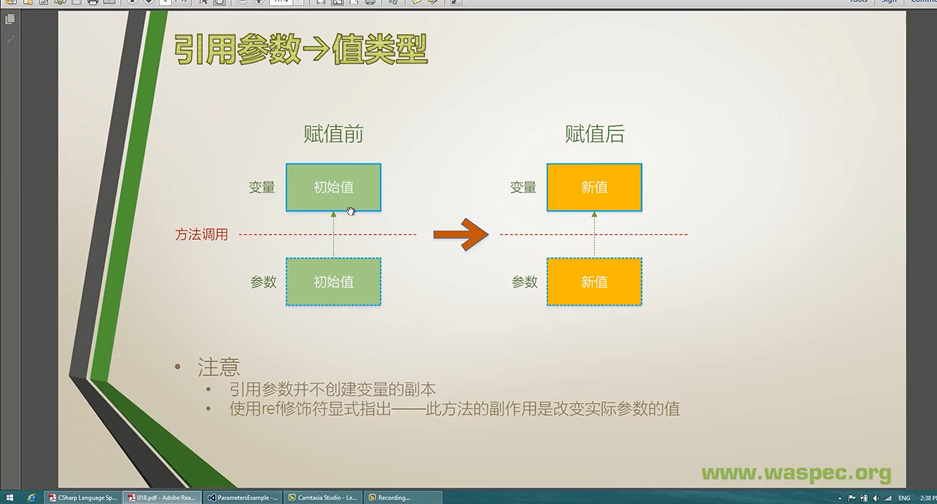 引用参数→值类型
赋值前
赋值后
变量
初始值
变量
新值
方法调用
参数
初始值
参数
新值
• 注意
• 引用参数并不创建变量的副本
• 使用ref修饰符显式指出——此方法的副作用是改变实际参数的值
www.waspec.org
CSharp Language Sp...
018.pdf - Adobe Rea...
ParametersExample -...
Camtasia Studio - Le...
Recording...
ENG
2:38